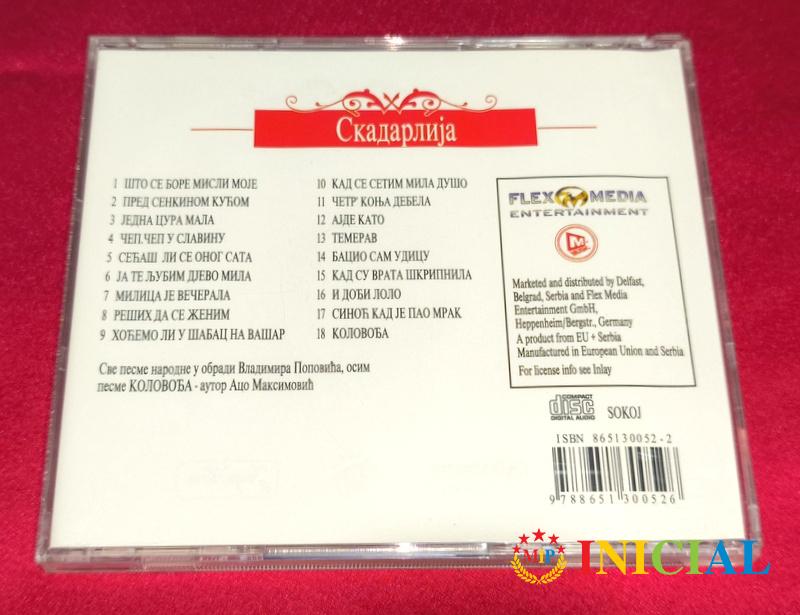 Скадарлија
1 ШТО СЕ БОРЕ МИСЛИ МОЈЕ
2 ПРЕД СЕНКИНОМ КУЋОМ
3 ЈЕДНА ЦУРА МАЛА
4 ЧЕП,ЧЕП У СЛАВИНУ
5 СЕЋАШ ЛИ СЕ ОНОГ САТА
6 ЈА ТЕ ЉУБИМ ДЈЕВО МИЛА
7 МИЛИЦА ЈЕ ВЕЧЕРАЛА
8 РЕШИХ ДА СЕ ЖЕНИМ
9 ХОЋЕМО ЛИ У ШАБАЦ НА ВАШАР
10 КАД СЕ СЕТИМ МИЛА ДУШО
11 ЧЕТР' КОЊА ДЕБЕЛА
12 АЈДЕ КАТО
13 ТЕМЕРАВ
14 БАЦИО САМ УДИЦУ
15 КАД СУ ВРАТА ШКРИПНИЛА
16 И ДОЂИ ЛОЛО
17 СИНОЋ КАД ЈЕ ПАО МРАК
18 КОЛОВОЂА
Све песме народне у обради Владимира Поповића, осим
песме КОЛОВОЂА - аутор Ацо Максимовић
FLEX MEDIA
ENTERTAINMENT
Marketed and distributed by Delfast,
Belgrad, Serbia and Flex Media
Entertainment GmbH,
Heppenheim/Bergstr., Germany
A product from EU + Serbia
Manufactured in European Union and Serbia
For license info see Inlay
COMPACT
disc
DIGITAL AUDIO
SOKOJ
ISBN 865130052-2
9 788651 300526
MIP INICIAL